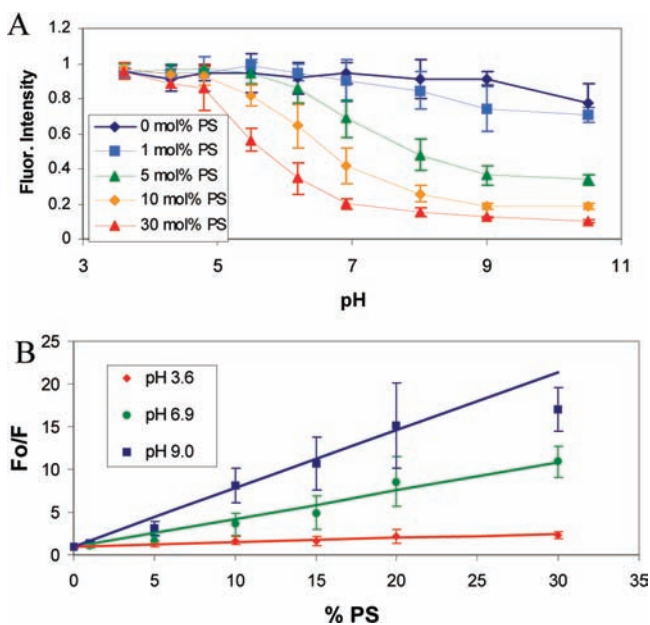 A
Fluor. Intensity
1.2
1
0.8
0.6
0.4
0.2
0
0 mol% PS
1 mol% PS
5 mol% PS
10 mol% PS
30 mol% PS
3 5 7 9 11
pH
B
Fo/F
25
20
15
10
5
0
pH 3.6
pH 6.9
pH 9.0
0 5 10 15 20 25 30 35
% PS